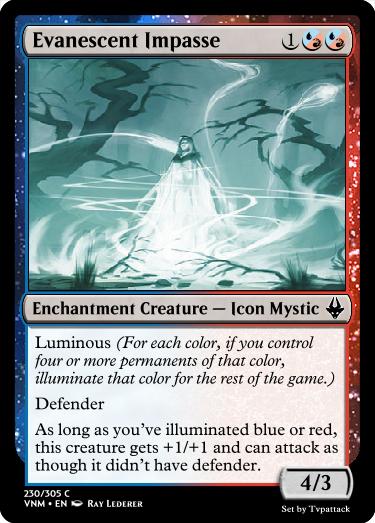 Evanescent Impasse 1
Enchantment Creature — Icon Mystic
Luminous (For each color, if you control
four or more permanents of that color,
illuminate that color for the rest of the game.)
Defender
As long as you've illuminated blue or red,
this creature gets +1/+1 and can attack as
though it didn't have defender.
4/3
230/305 C
VNM • EN Ray Lederer
Set by Tvpattack